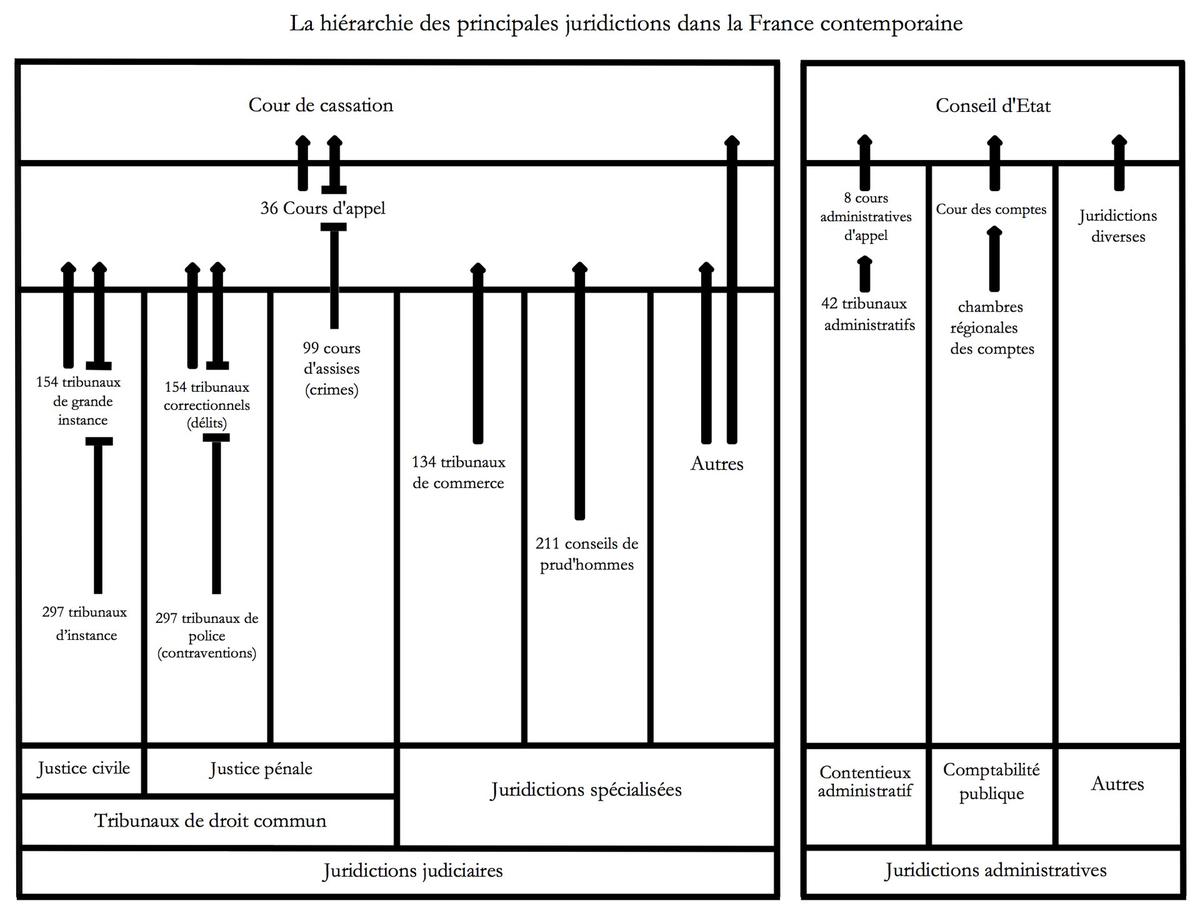 La hiérarchie des principales juridictions dans la France contemporaine
Cour de cassation
36 Cours d'appel
154 tribunaux
de grande
instance
154 tribunaux
correctionnels
(délits)
99 cours
d'assises
(crimes)
134 tribunaux
de commerce
211 conseils de
prud'hommes
Autres
297 tribunaux
d’instance
297 tribunaux de
police
(contraventions)
Justice civile
Justice pénale
Juridictions spécialisées
Tribunaux de droit commun
Juridictions judiciaires
Conseil d'Etat
8 cours
administratives
d'appel
Cour des comptes
Juridictions
diverses
42 tribunaux
administratifs
chambres
régionales
des comptes
Contentieux
administratif
Comptabilité
publique
Autres
Juridictions administratives